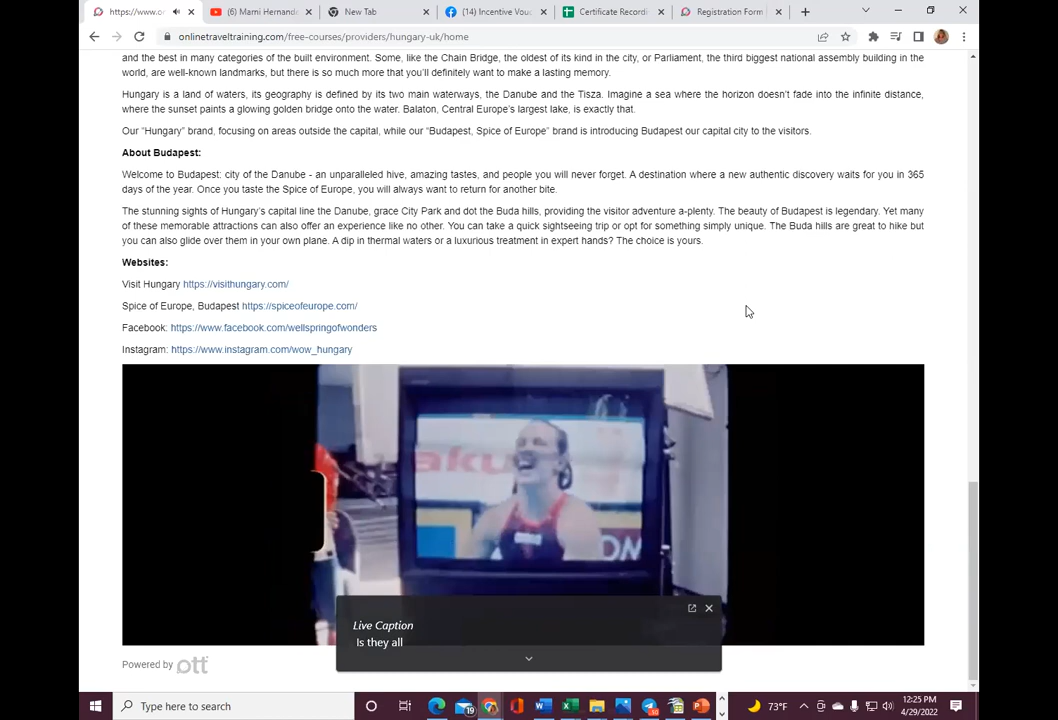 https://www.o
(6) Marni Hernande
New Tab
(14) Incentive Vou
Certificate Recordi
Registration Form
onlinetraveltraining.com/free-courses/providers/hungary-uk/home
and the best in many categories of the built environment. Some, like the Chain Bridge, the oldest of its kind in the city, or Parliament, the third biggest national assembly building in the
world, are well-known landmarks, but there is so much more that you'll definitely want to make a lasting memory.
Hungary is a land of waters, its geography is defined by its two main waterways, the Danube and the Tisza. Imagine a sea where the horizon doesn't fade into the infinite distance,
where the sunset paints a glowing golden bridge onto the water. Balaton, Central Europe's largest lake, is exactly that.
Our “Hungary” brand, focusing on areas outside the capital, while our “Budapest, Spice of Europe” brand is introducing Budapest our capital city to the visitors.
About Budapest:
Welcome to Budapest: city of the Danube - an unparalleled hive, amazing tastes, and people you will never forget. A destination where a new authentic discovery waits for you in 365
days of the year. Once you taste the Spice of Europe, you will always want to return for another bite.
The stunning sights of Hungary's capital line the Danube, grace City Park and dot the Buda hills, providing the visitor adventure a-plenty. The beauty of Budapest is legendary. Yet many
of these memorable attractions can also offer an experience like no other. You can take a quick sightseeing trip or opt for something simply unique. The Buda hills are great to hike but
you can also glide over them in your own plane. A dip in thermal waters or a luxurious treatment in expert hands? The choice is yours.
Websites:
Visit Hungary https://visithungary.com/
Spice of Europe, Budapest https://spiceofeurope.com/
Facebook: https://www.facebook.com/wellspringofwonders
Instagram: https://www.instagram.com/wow_hungary
aku
OM
Live Caption
Is they all
Powered by ott
Type here to search
19
73°F
12:25 PM
4/29/2022